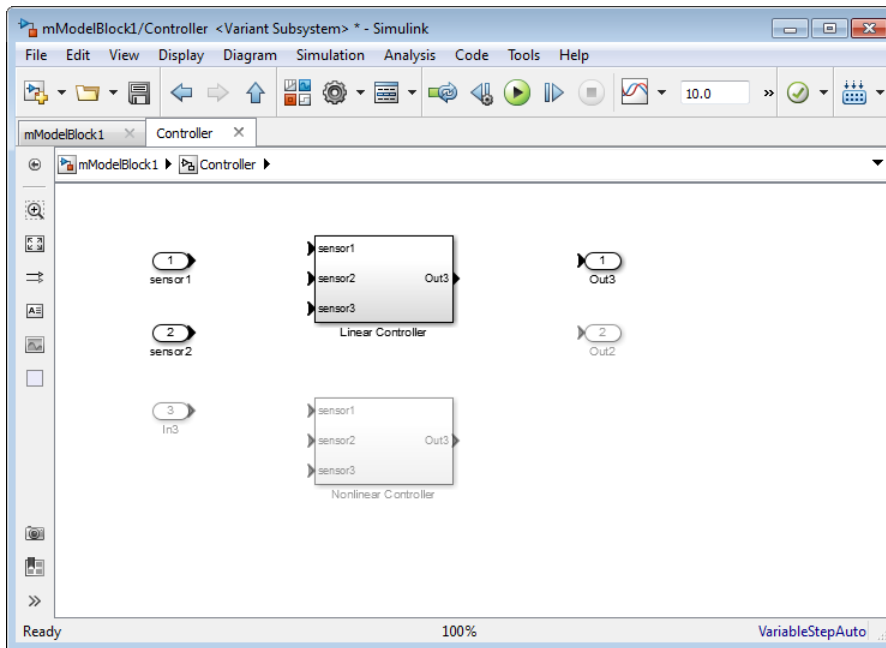 mModelBlock1/Controller <Variant Subsystem> * - Simulink
File Edit View Display Diagram Simulation Analysis Code Tools Help
10.0
mModelBlock1 Controller
mModelBlock1 Controller
1 sensor1 1
sensor1 sensor2 Out3 Out3
sensor3
2 Linear Controller 2
sensor2 Out2
3 sensor1
In3 sensor2 Out3
sensor3
Nonlinear Controller
Ready 100% VariableStepAuto